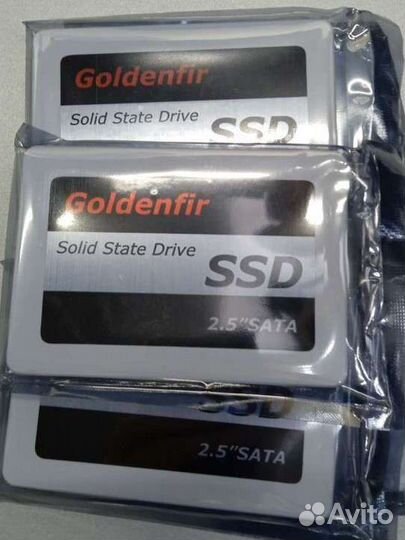 Goldenfir
Solid State Drive
SSD
Goldenfir
Solid State Drive
SSD
2.5"SATA
SSD
2.5"SATA
Avito